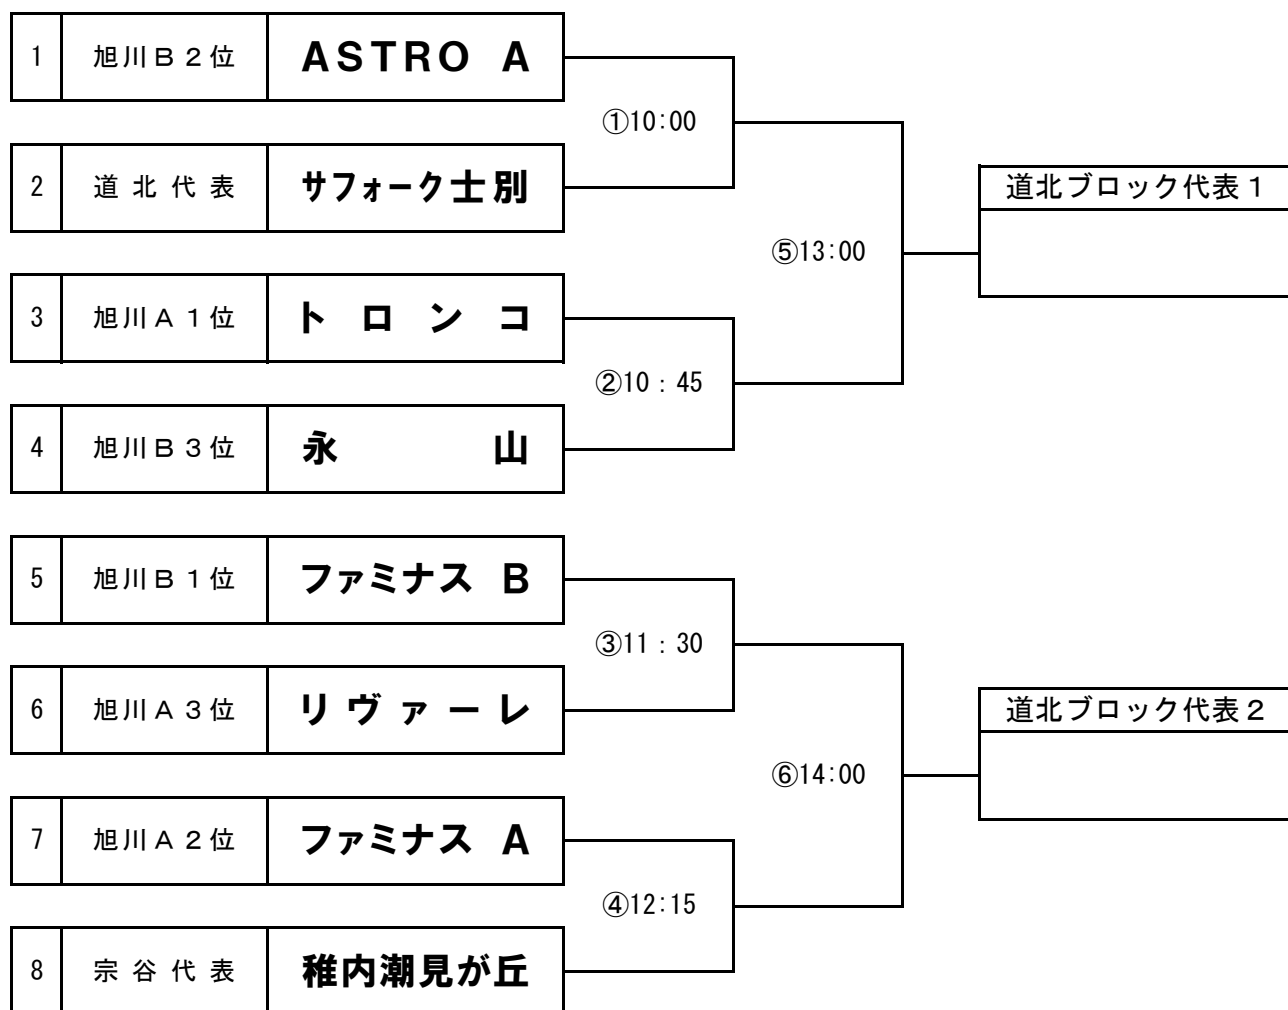 1 旭川B2位 ASTRO A
①10:00
2 道北代表 サフォーク士別
道北ブロック代表1
⑤13:00
3 旭川A1位 トロンコ
②10：45
4 旭川B3位 永山
5 旭川B1位 ファミナス B
③11：30
6 旭川A3位 リヴァーレ
道北ブロック代表2
⑥14:00
7 旭川A2位 ファミナス A
④12:15
8 宗谷代表 稚内潮見が丘